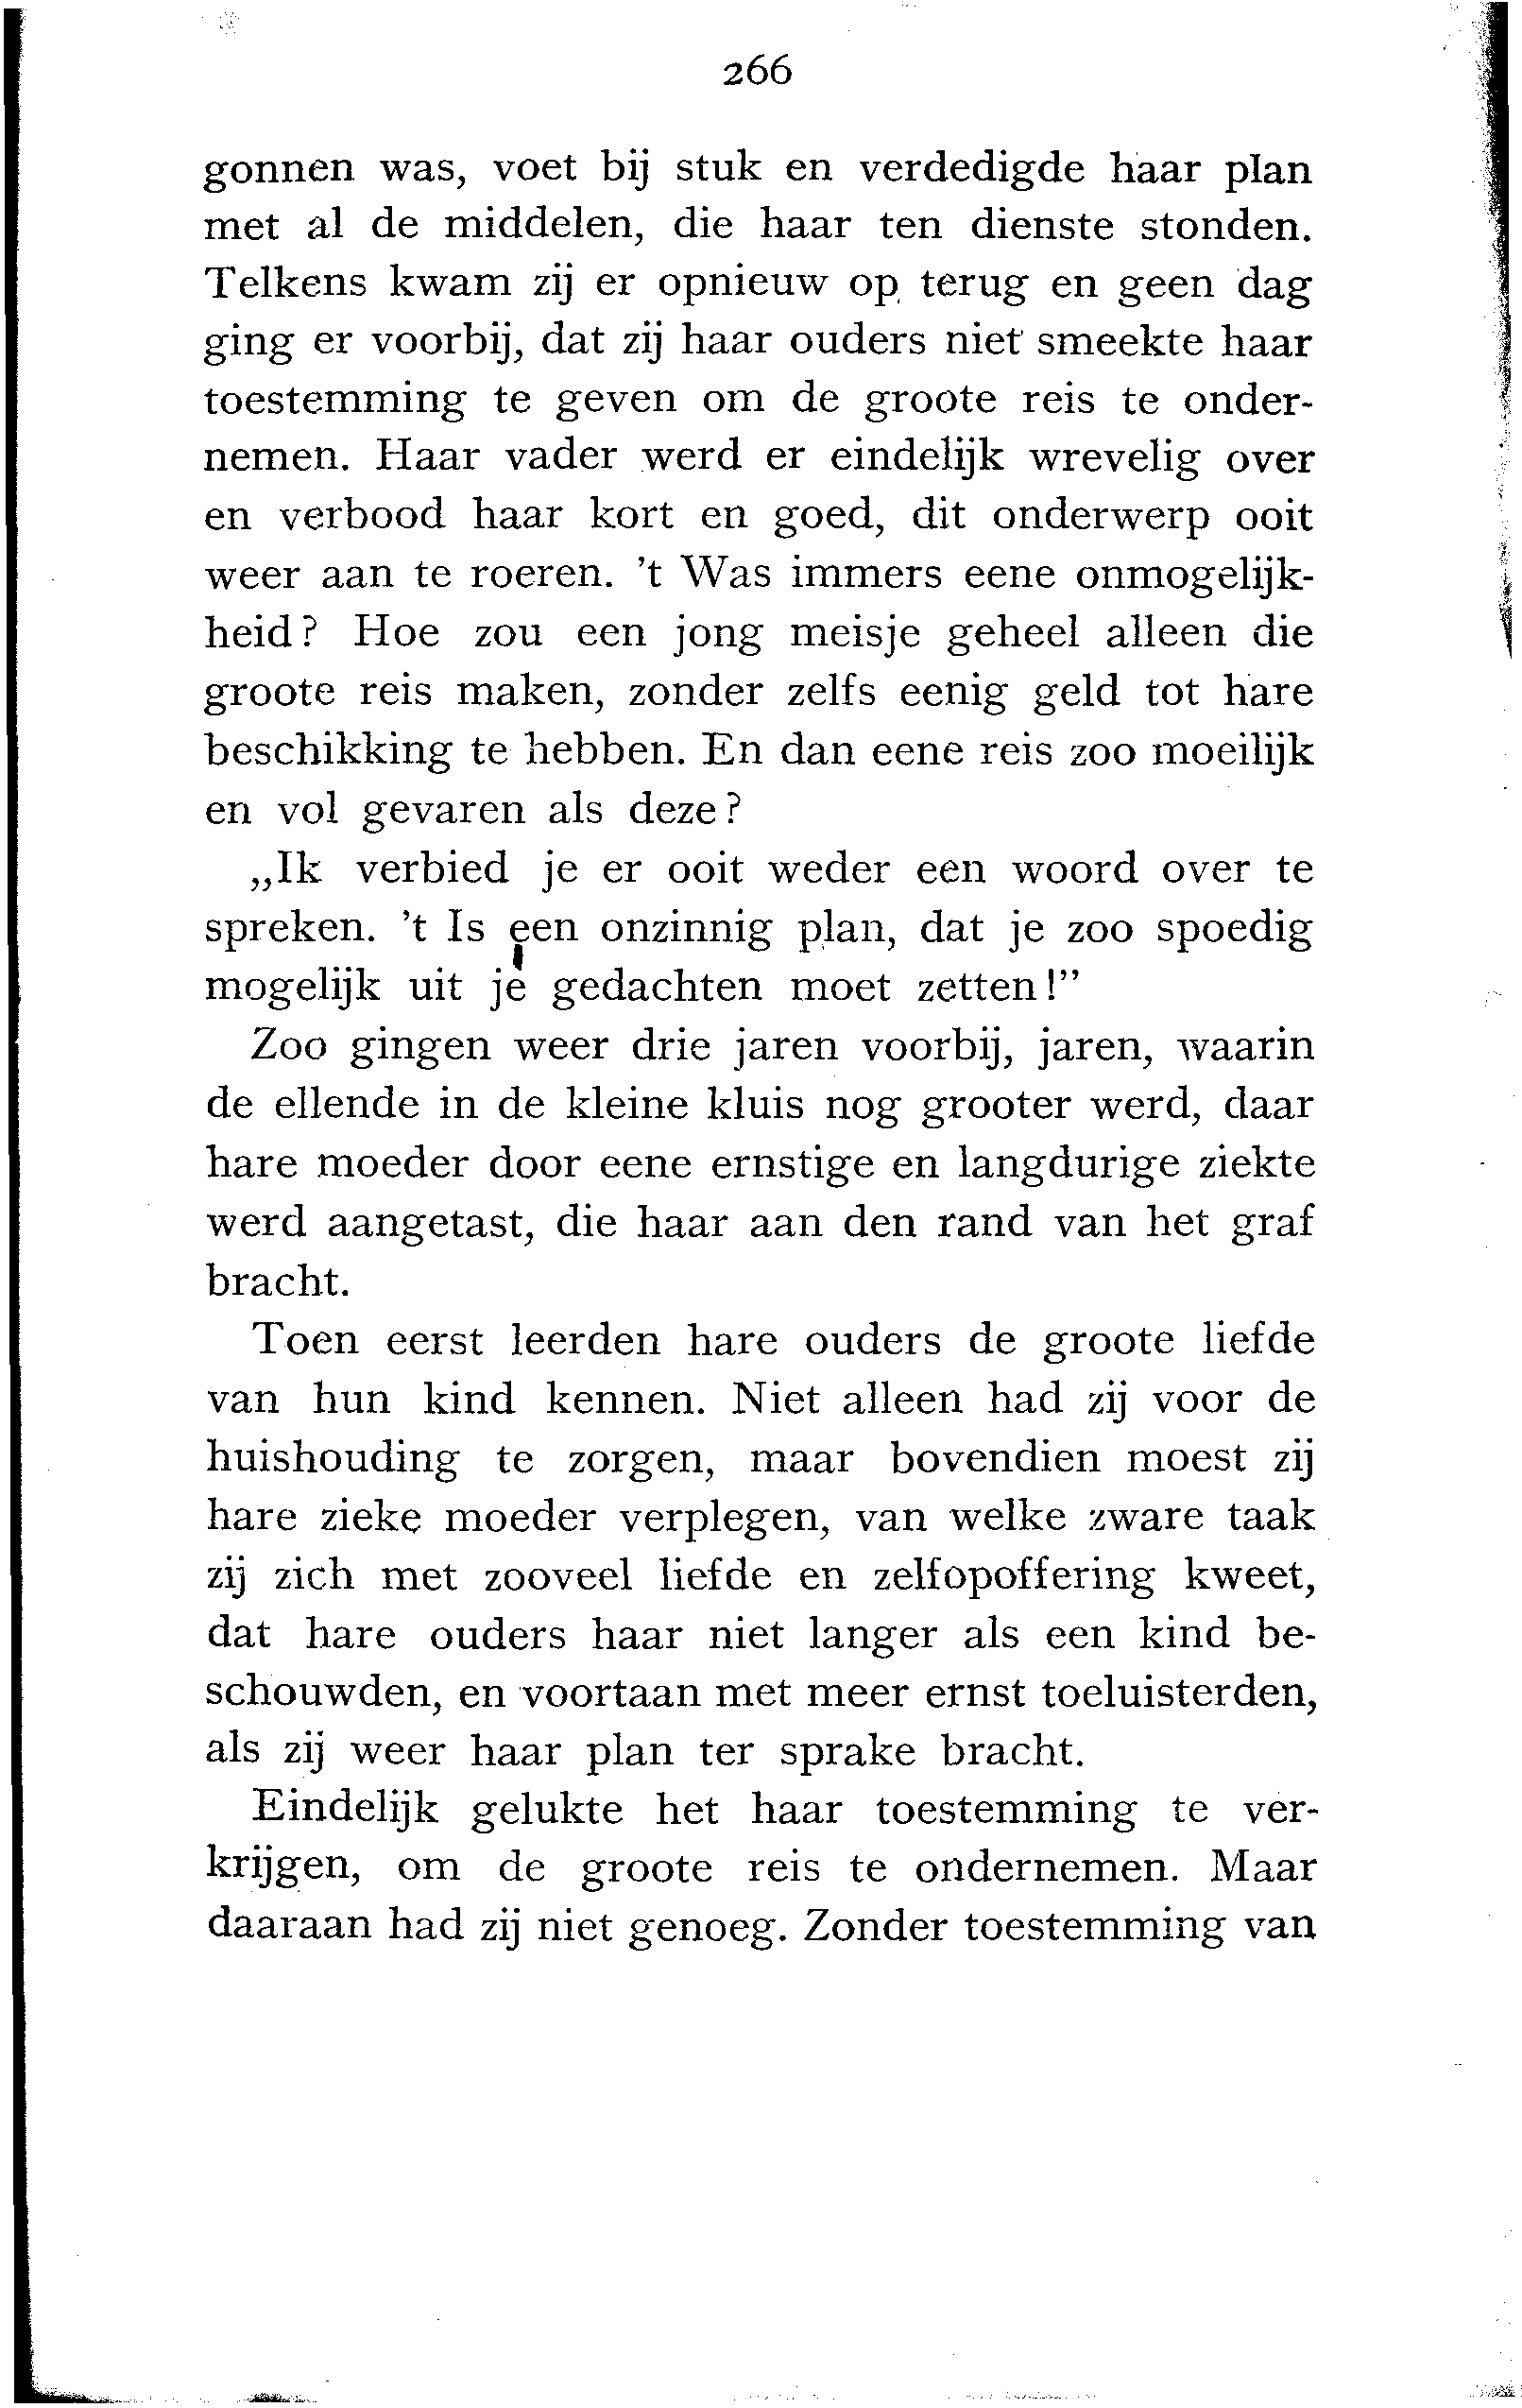 266
gonnen was, voet bij stuk en verdedigde haar plan
met al de middelen, die haar ten dienste stonden.
Telkens kwam zij er opnieuw op terug en geen dag
ging er voorbij, dat zij haar ouders niet smeekte haar
toestemming te geven om de groote reis te onder-
nemen. Haar vader werd er eindelijk wrevelig over
en verbood haar kort en goed, dit onderwerp ooit
weer aan te roeren. 't Was immers eene onmogelijk-
heid? Hoe zou een jong meisje geheel alleen die
groote reis maken, zonder zelfs eenig geld tot hare
beschikking te hebben. En dan eene reis zoo moeilijk
en vol gevaren als deze?
„Ik verbied je er ooit weder een woord over te
spreken. 't Is een onzinnig plan, dat je zoo spoedig
mogelijk uit je gedachten moet zetten!”
Zoo gingen weer drie jaren voorbij, jaren, waarin
de ellende in de kleine kluis nog grooter werd, daar
hare moeder door eene ernstige en langdurige ziekte
werd aangetast, die haar aan den rand van het graf
bracht.
Toen eerst leerden hare ouders de groote liefde
van hun kind kennen. Niet alleen had zij voor de
huishouding te zorgen, maar bovendien moest zij
hare zieke moeder verplegen, van welke zware taak
zij zich met zooveel liefde en zelfopoffering kweet,
dat hare ouders haar niet langer als een kind be-
schouwden, en voortaan met meer ernst toeluisterden,
als zij weer haar plan ter sprake bracht.
Eindelijk gelukte het haar toestemming te ver-
krijgen, om de groote reis te ondernemen. Maar
daaraan had zij niet genoeg. Zonder toestemming van